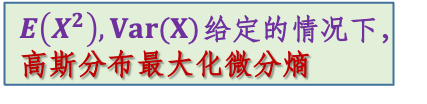 E(X²), Var(X) 给定的情况下，
高斯分布最大化微分熵